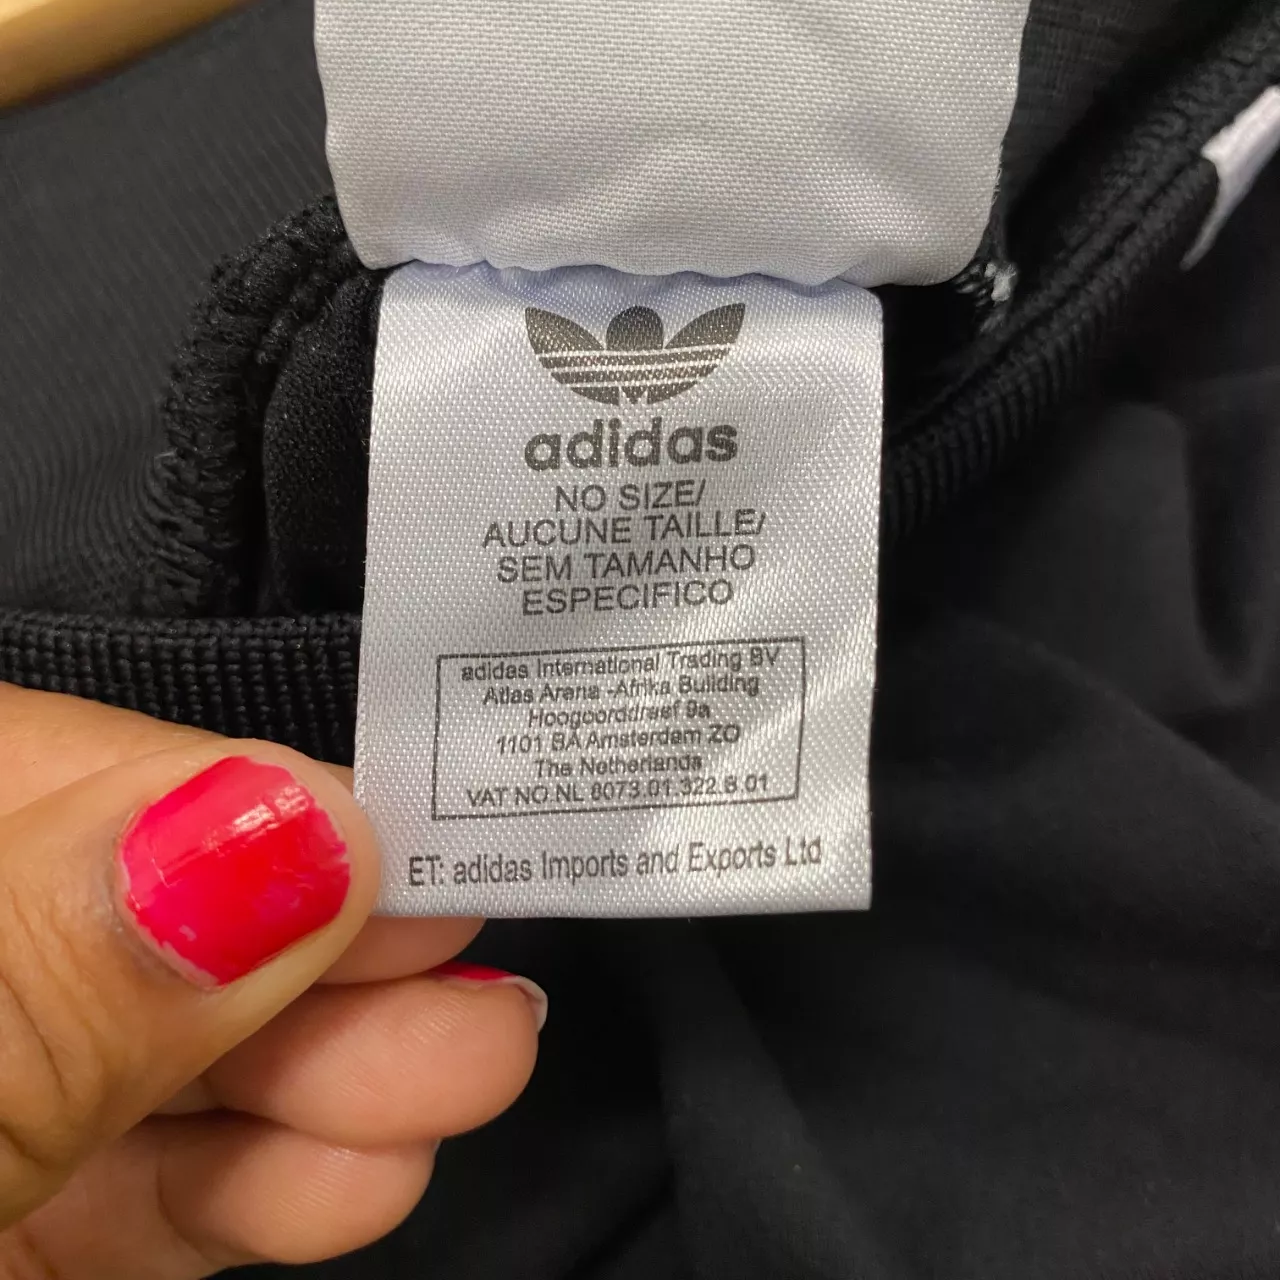 adidas
NO SIZE/
AUCUNE TAILLE/
SEM TAMANHO
ESPECIFICO
adidas International Trading BV
Atlas Arena -Afrika Building
Hoogoorddreef 9a
1101 BA Amsterdam ZO
The Netherlands
VAT NO.NL 8073.01.322.B.01
ET: adidas Imports and Exports Ltd